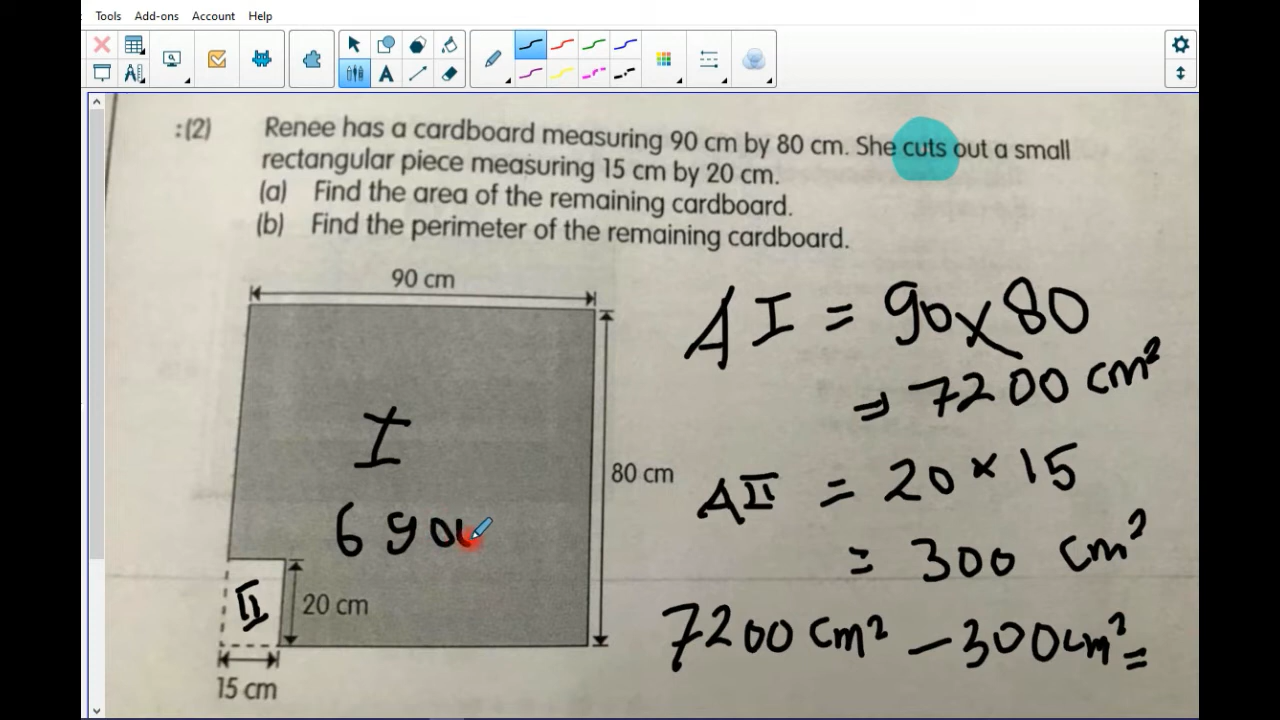 Tools Add-ons Account Help
:(2) Renee has a cardboard measuring 90 cm by 80 cm. She cuts out a small
rectangular piece measuring 15 cm by 20 cm.
(a) Find the area of the remaining cardboard.
(b) Find the perimeter of the remaining cardboard.
90 cm
A I = 90 x 80
= 7200 cm²
I
80 cm
A II = 20 × 15
6 900
= 300 cm²
II
20 cm
7200 cm² – 300 cm² =
15 cm